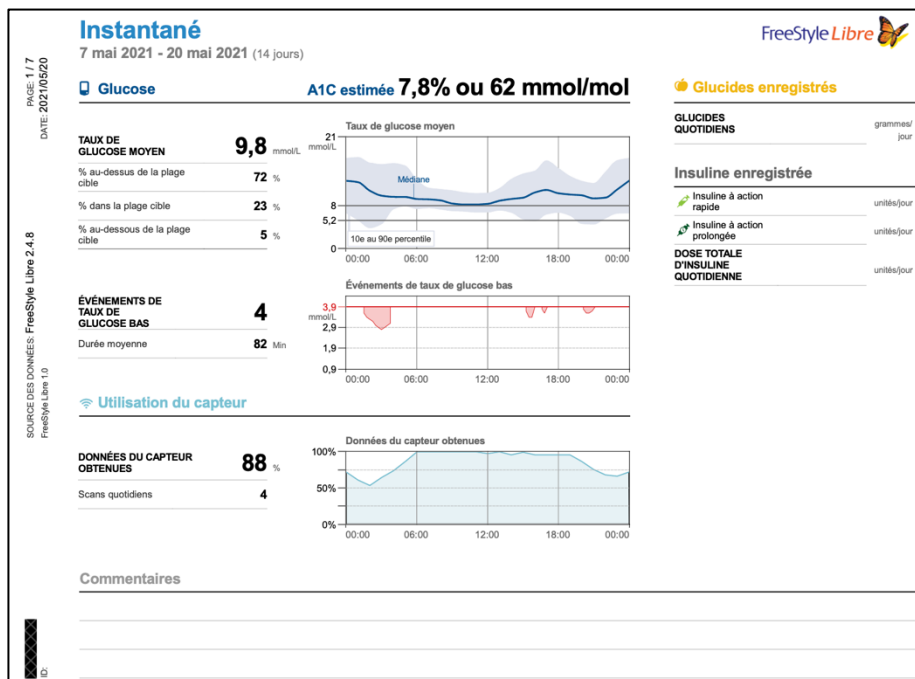 Instantané
7 mai 2021 - 20 mai 2021 (14 jours)
FreeStyle Libre
PAGE: 1 / 7
DATE: 2021/05/20
Glucose
A1C estimée 7,8% ou 62 mmol/mol
TAUX DE
GLUCOSE MOYEN
9,8 mmol/L
% au-dessus de la plage
cible
72 %
% dans la plage cible
23 %
% au-dessous de la plage
cible
5 %
Taux de glucose moyen
21
mmol/L
Médiane
8
5,2
10e au 90e percentile
0
00:00 06:00 12:00 18:00 00:00
ÉVÉNEMENTS DE
TAUX DE
GLUCOSE BAS
4
Durée moyenne
82 Min
Événements de taux de glucose bas
3,9
mmol/L
2,9
1,9
0,9
00:00 06:00 12:00 18:00 00:00
Utilisation du capteur
DONNÉES DU CAPTEUR
OBTENUES
88 %
Scans quotidiens
4
Données du capteur obtenues
100%
50%
0%
00:00 06:00 12:00 18:00 00:00
Glucides enregistrés
GLUCIDES
QUOTIDIENS
grammes/
jour
Insuline enregistrée
Insuline à action
rapide
unités/jour
Insuline à action
prolongée
unités/jour
DOSE TOTALE
D'INSULINE
QUOTIDIENNE
unités/jour
SOURCE DES DONNÉES: FreeStyle Libre 2.4.8
FreeStyle Libre 1.0
Commentaires
ID: